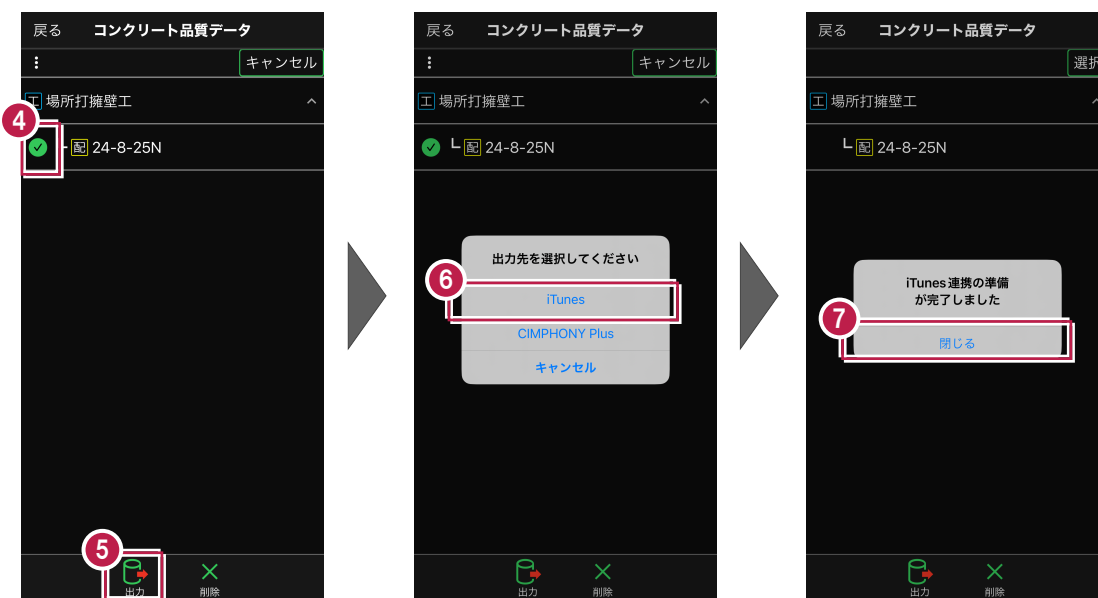 戻る コンクリート品質データ
キャンセル
工 場所打擁壁工
4
配 24-8-25N
5
出力 削除
戻る コンクリート品質データ
キャンセル
工 場所打擁壁工
配 24-8-25N
出力先を選択してください
6
iTunes
CIMPHONY Plus
キャンセル
出力 削除
戻る コンクリート品質データ
選択
工 場所打擁壁工
配 24-8-25N
iTunes連携の準備
が完了しました
7
閉じる
出力 削除